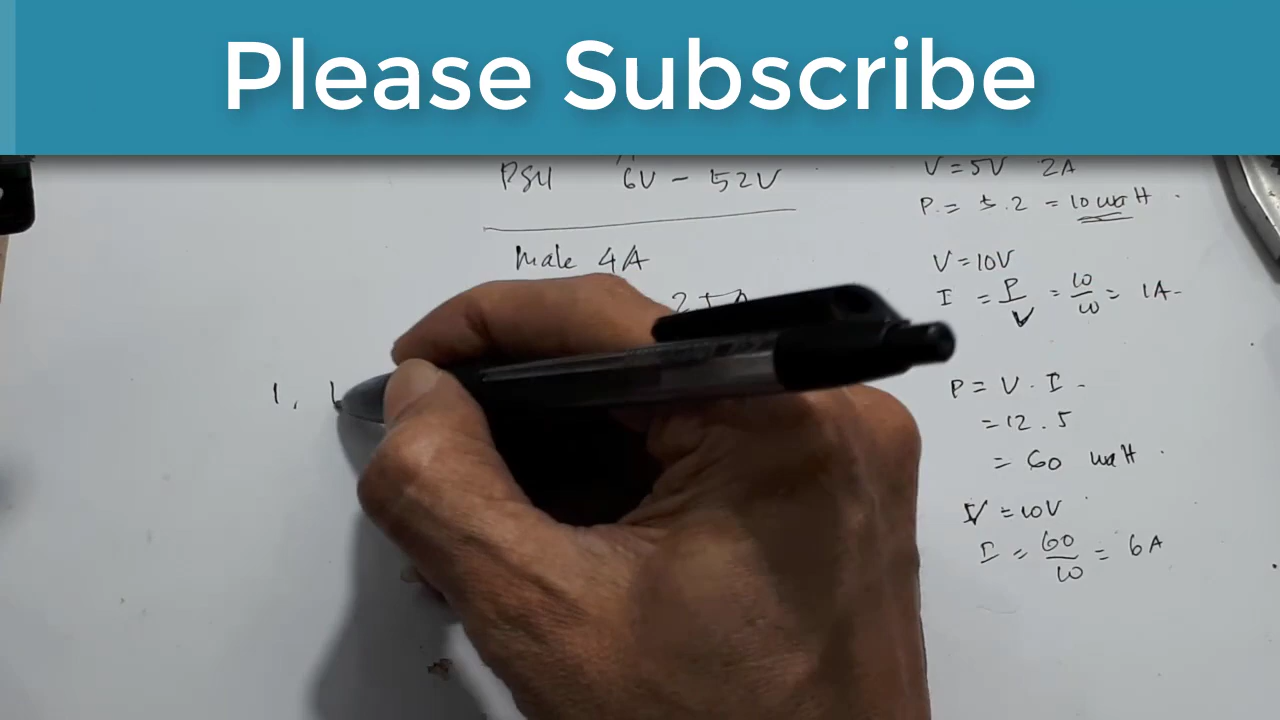 Please Subscribe
PSU 6V - 52V
Male 4A
1.
V = 5V 2A
P. = 5.2 = 10 watt
V = 10V
I = P/V = 10/10 = 1A
P = V . I
= 12 . 5
= 60 watt
V = 10V
I = 60/10 = 6A